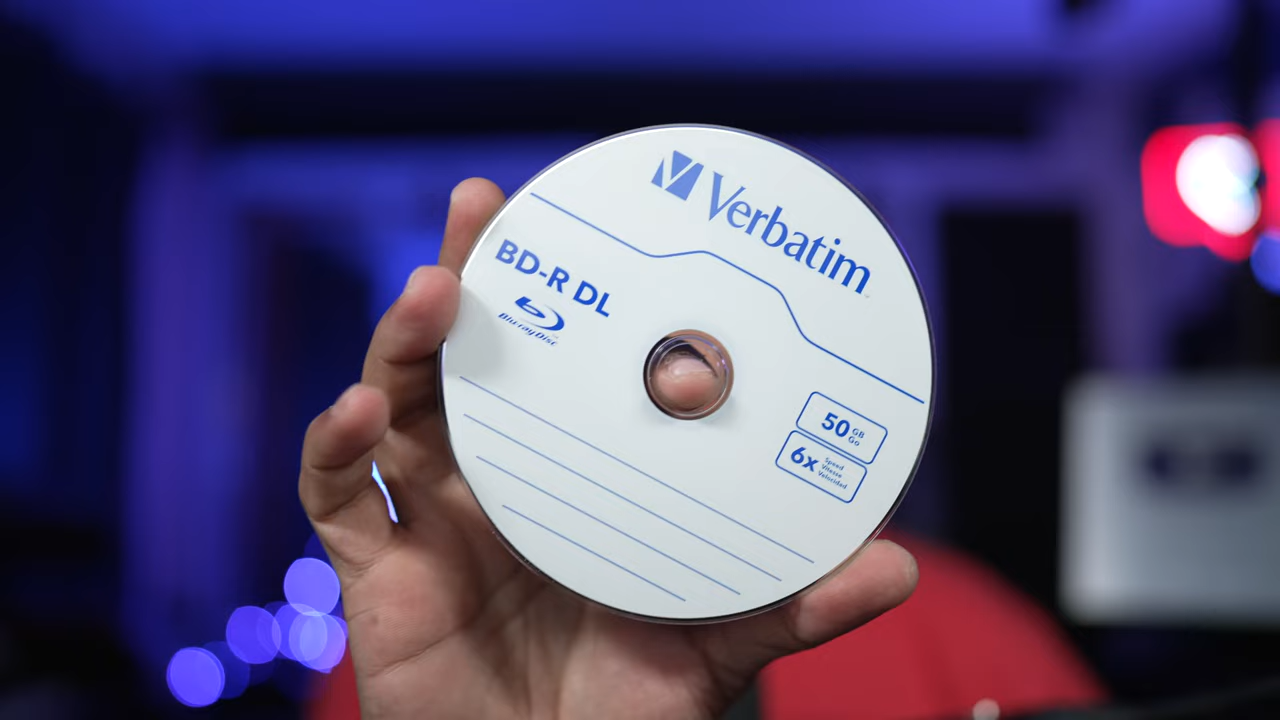 Verbatim
BD-R DL
Blu-ray Disc
50 GB
Go
6x Speed
Vitesse
Velocidad